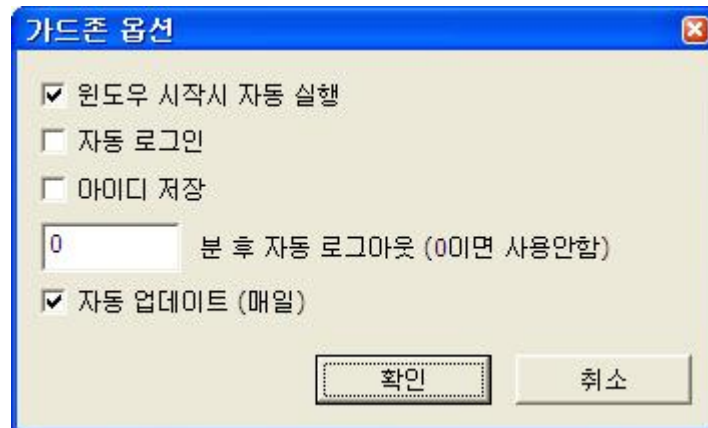 가드존 옵션
윈도우 시작시 자동 실행
자동 로그인
아이디 저장
0 분 후 자동 로그아웃 (0이면 사용안함)
자동 업데이트 (매일)
확인 취소